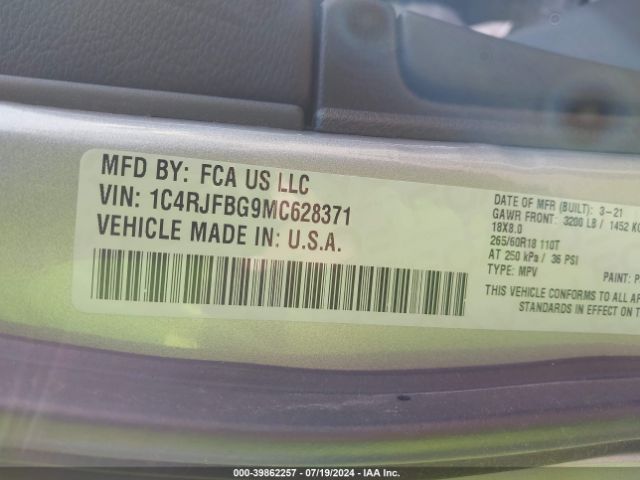 MFD BY: FCA US LLC
VIN: 1C4RJFBG9MC628371
VEHICLE MADE IN: U.S.A.
DATE OF MFR (BUILT): 3-21
GAWR FRONT: 3200 LB / 1452 KG
18X8.0
265/60R18 110T
AT 250 kPa / 36 PSI
TYPE: MPV
PAINT: P
THIS VEHICLE CONFORMS TO ALL A
STANDARDS IN EFFECT ON T
000-39862257 - 07/19/2024 - IAA Inc.